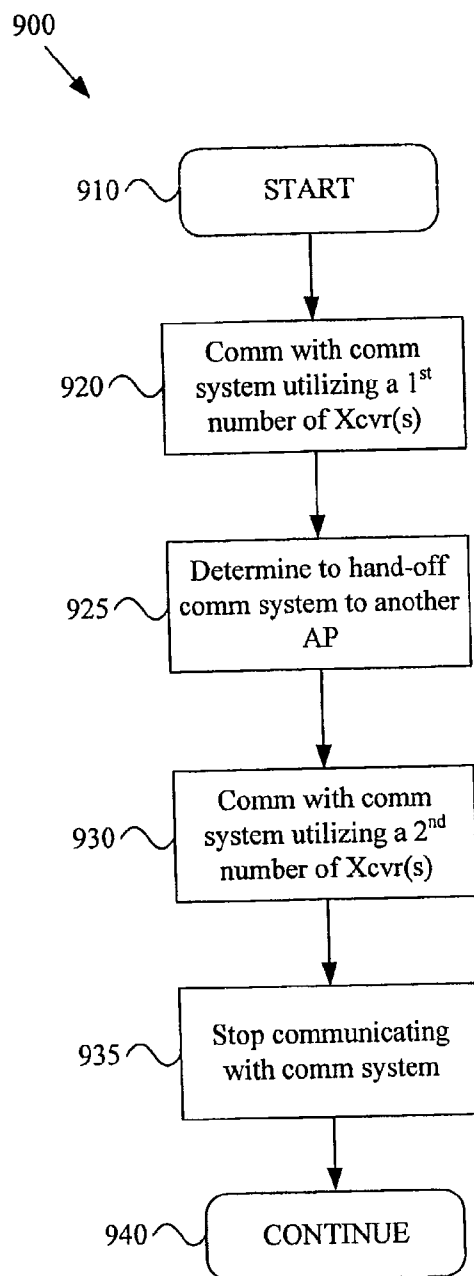 900
910
START
920
Comm with comm
system utilizing a 1st
number of Xcvr(s)
925
Determine to hand-off
comm system to another
AP
930
Comm with comm
system utilizing a 2nd
number of Xcvr(s)
935
Stop communicating
with comm system
940
CONTINUE